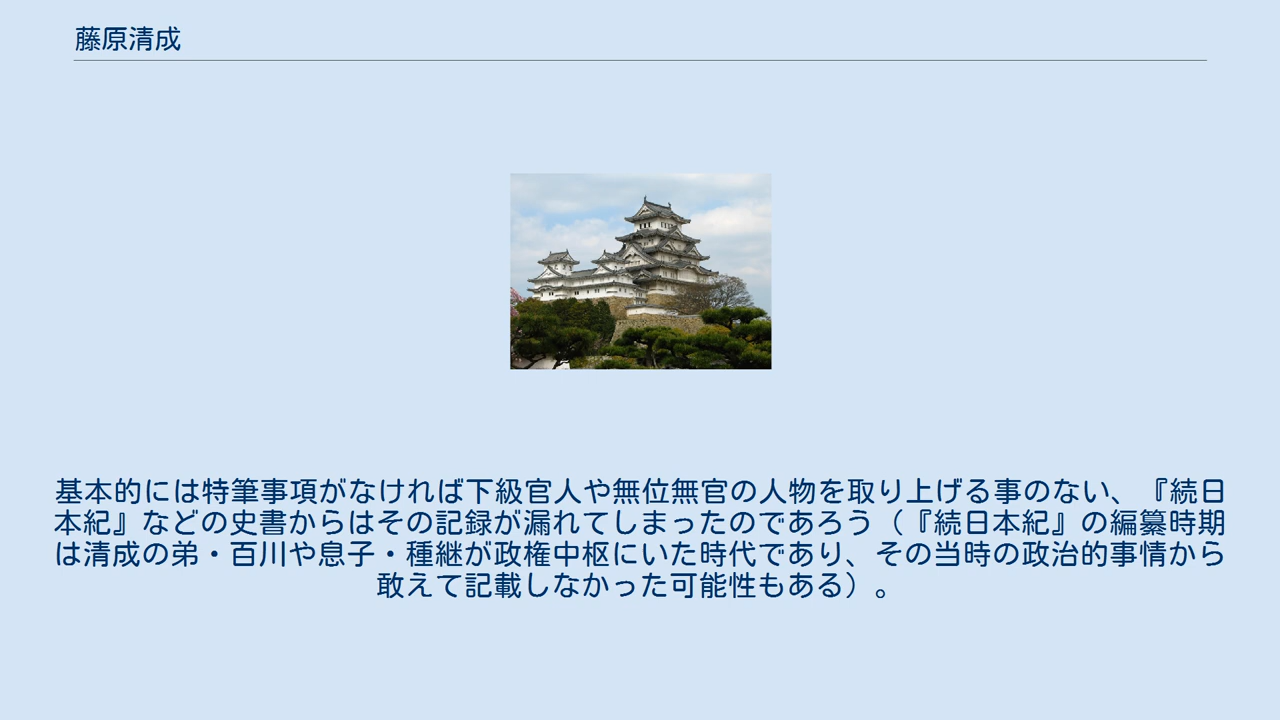 藤原清成
基本的には特筆事項がなければ下級官人や無位無官の人物を取り上げる事のない、『続日
本紀』などの史書からはその記録が漏れてしまったのであろう（『続日本紀』の編纂時期
は清成の弟・百川や息子・種継が政権中枢にいた時代であり、その当時の政治的事情から
敢えて記載しなかった可能性もある）。